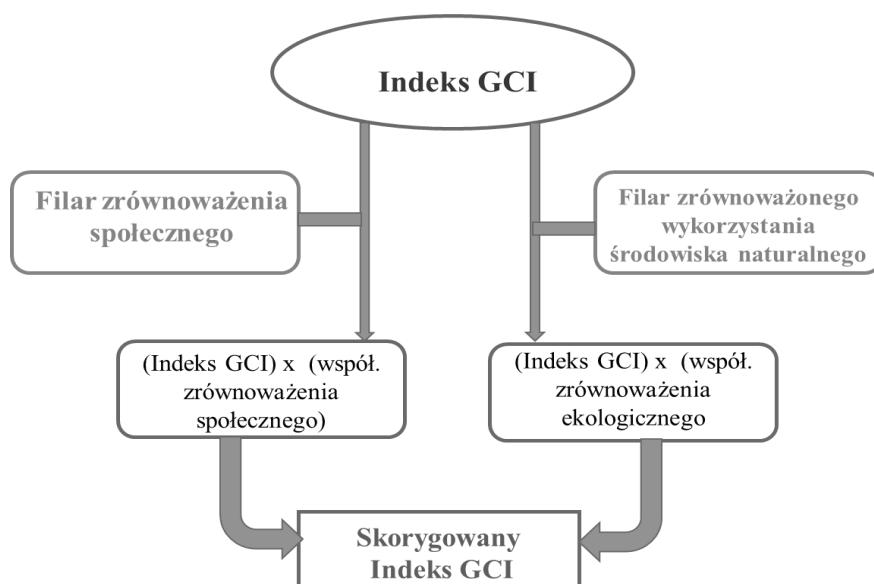 Indeks GCI
Filar zrównoważenia
społecznego
Filar zrównoważonego
wykorzystania
środowiska naturalnego
(Indeks GCI) x (współ.
zrównoważenia
społecznego)
(Indeks GCI) x (współ.
zrównoważenia
ekologicznego
Skorygowany
Indeks GCI